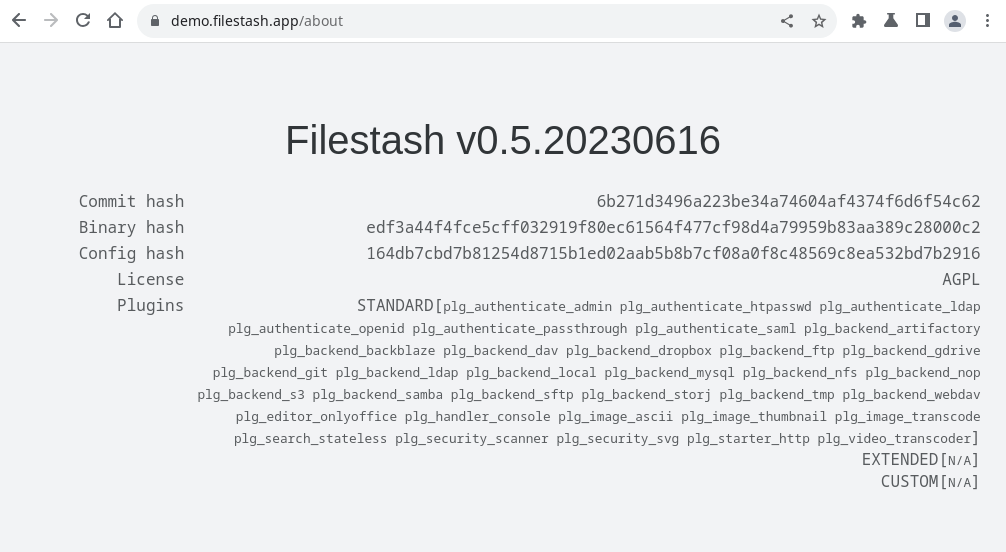 demo.filestash.app/about
Filestash v0.5.20230616
Commit hash 6b271d3496a223be34a74604af4374f6d6f54c62
Binary hash edf3a44f4fce5cff032919f80ec61564f477cf98d4a79959b83aa389c28000c2
Config hash 164db7cbd7b81254d8715b1ed02aab5b8b7cf08a0f8c48569c8ea532bd7b2916
License AGPL
Plugins STANDARD[plg_authenticate_admin plg_authenticate_htpasswd plg_authenticate_ldap
plg_authenticate_openid plg_authenticate_passthrough plg_authenticate_saml plg_backend_artifactory
plg_backend_backblaze plg_backend_dav plg_backend_dropbox plg_backend_ftp plg_backend_gdrive
plg_backend_git plg_backend_ldap plg_backend_local plg_backend_mysql plg_backend_nfs plg_backend_nop
plg_backend_s3 plg_backend_samba plg_backend_sftp plg_backend_storj plg_backend_tmp plg_backend_webdav
plg_editor_onlyoffice plg_handler_console plg_image_ascii plg_image_thumbnail plg_image_transcode
plg_search_stateless plg_security_scanner plg_security_svg plg_starter_http plg_video_transcoder]
EXTENDED[N/A]
CUSTOM[N/A]